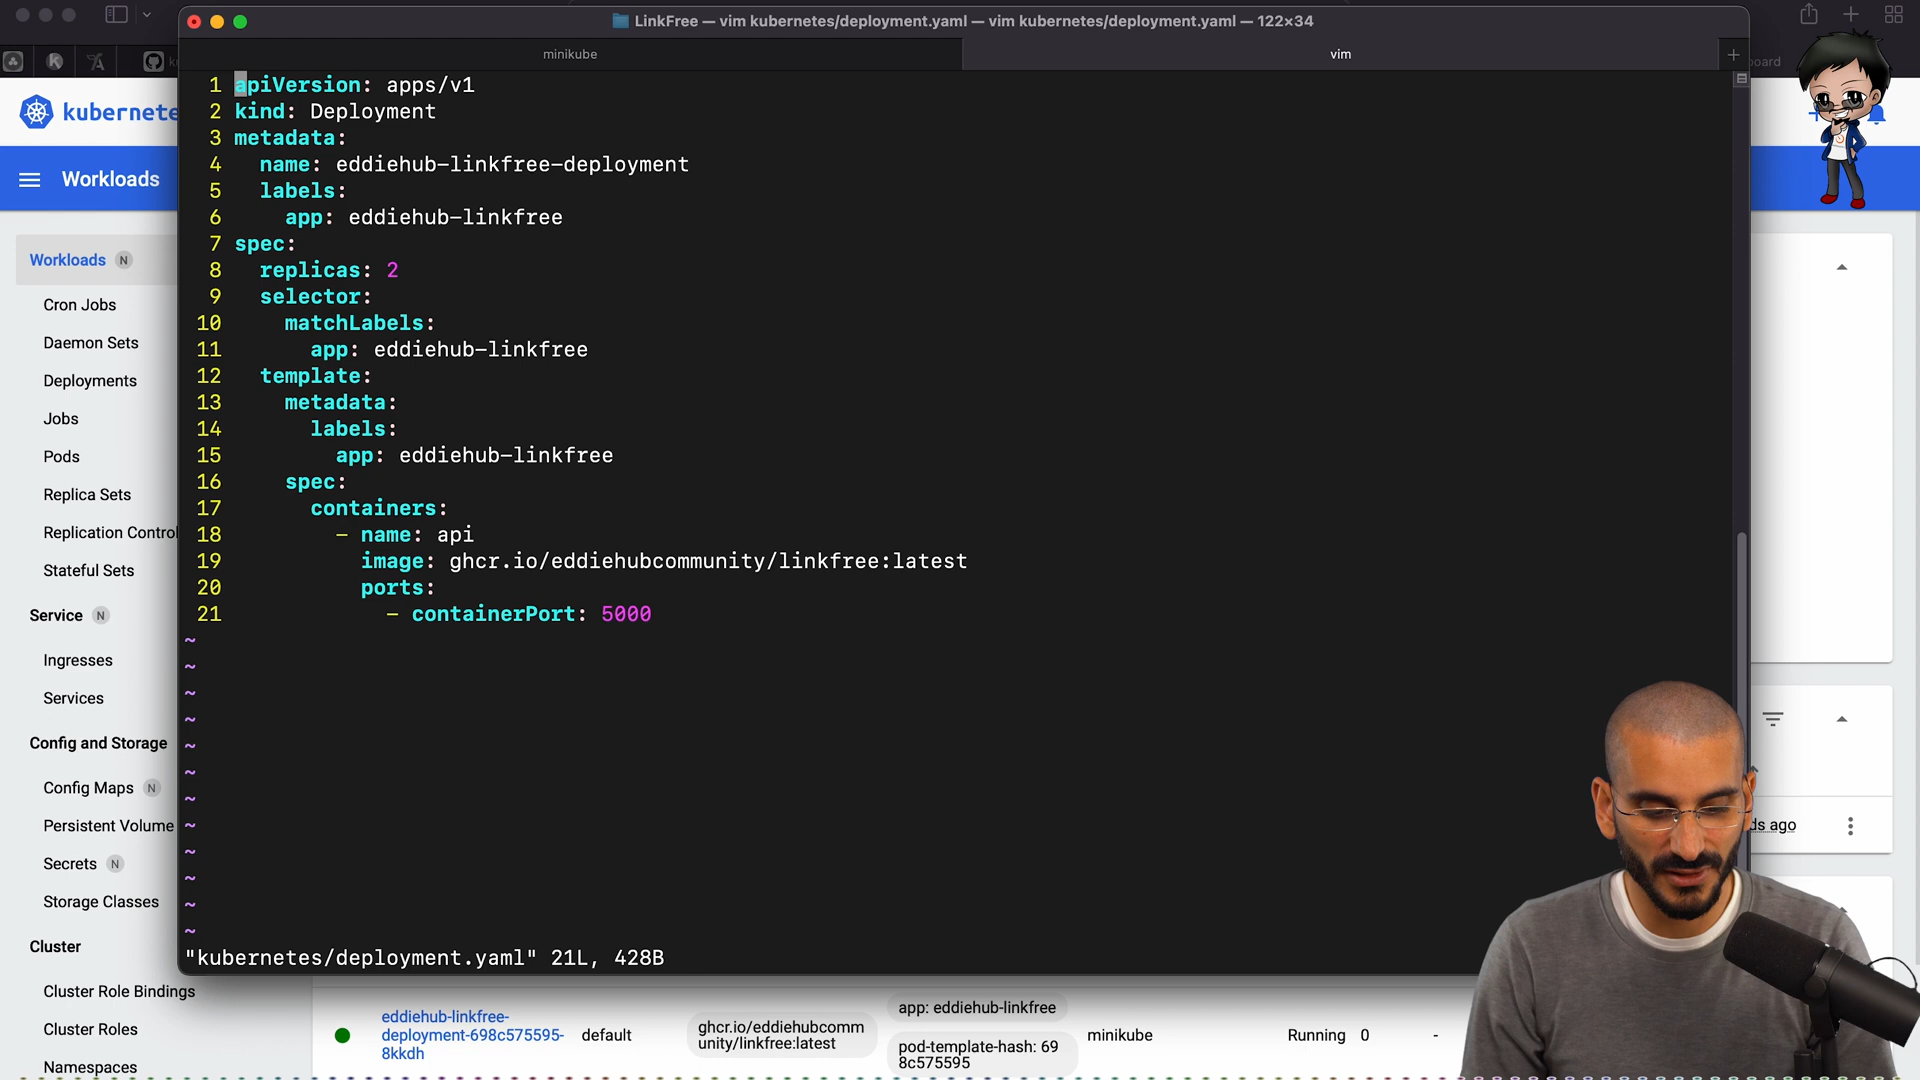 LinkFree — vim kubernetes/deployment.yaml — vim kubernetes/deployment.yaml — 122×34
minikube
vim
kubernete
Workloads
Workloads N
Cron Jobs
Daemon Sets
Deployments
Jobs
Pods
Replica Sets
Replication Control
Stateful Sets
Service N
Ingresses
Services
Config and Storage
Config Maps N
Persistent Volume
Secrets N
Storage Classes
Cluster
Cluster Role Bindings
Cluster Roles
Namespaces
1 apiVersion: apps/v1
2 kind: Deployment
3 metadata:
4   name: eddiehub-linkfree-deployment
5   labels:
6     app: eddiehub-linkfree
7 spec:
8   replicas: 2
9   selector:
10     matchLabels:
11       app: eddiehub-linkfree
12   template:
13     metadata:
14       labels:
15         app: eddiehub-linkfree
16     spec:
17       containers:
18         - name: api
19           image: ghcr.io/eddiehubcommunity/linkfree:latest
20           ports:
21             - containerPort: 5000
~
~
~
~
~
~
~
~
~
~
~
~
"kubernetes/deployment.yaml" 21L, 428B
ds ago
eddiehub-linkfree-
deployment-698c575595-
8kkdh
default
ghcr.io/eddiehubcomm
unity/linkfree:latest
app: eddiehub-linkfree
pod-template-hash: 69
8c575595
minikube
Running
0
-